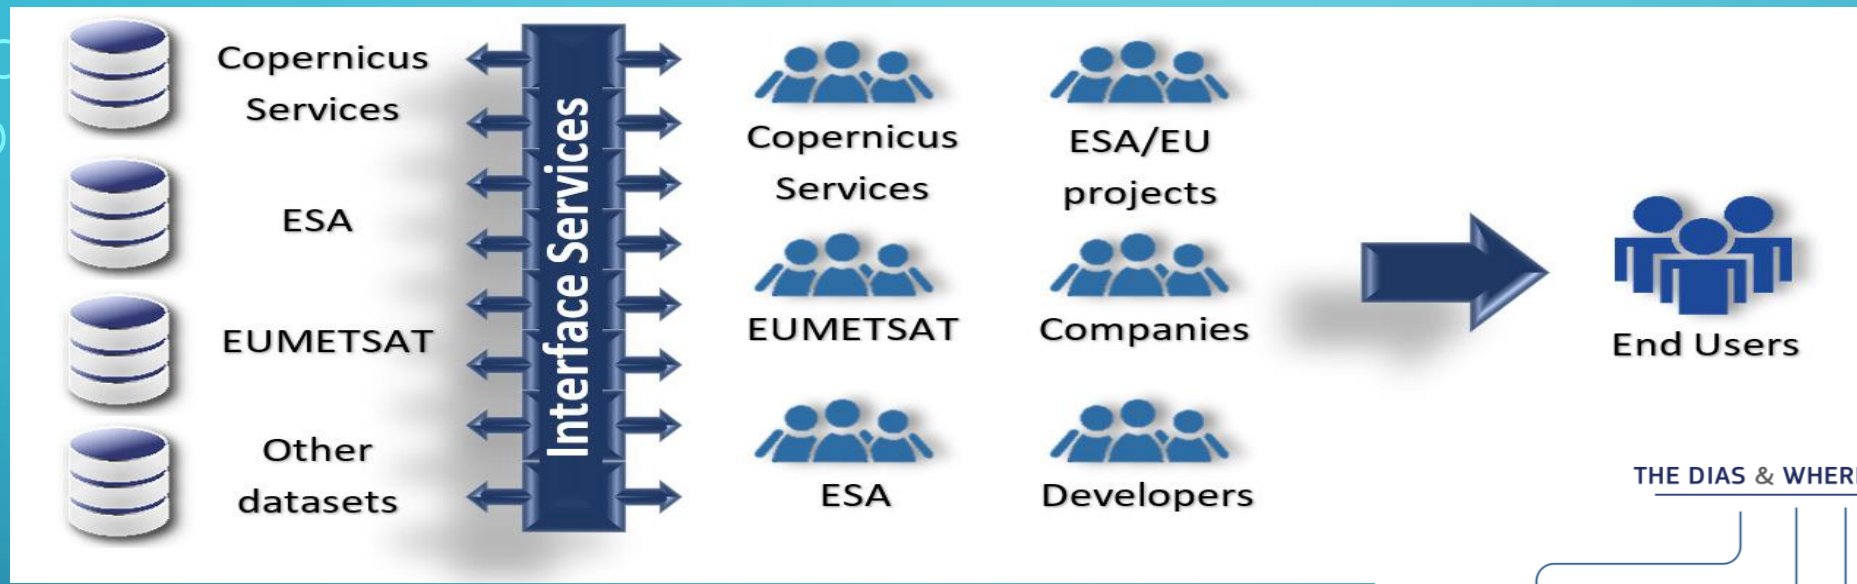 Copernicus
Services
ESA
EUMETSAT
Other
datasets
Interface Services
Copernicus
Services
ESA/EU
projects
EUMETSAT
Companies
ESA
Developers
End Users
THE DIAS & WHER